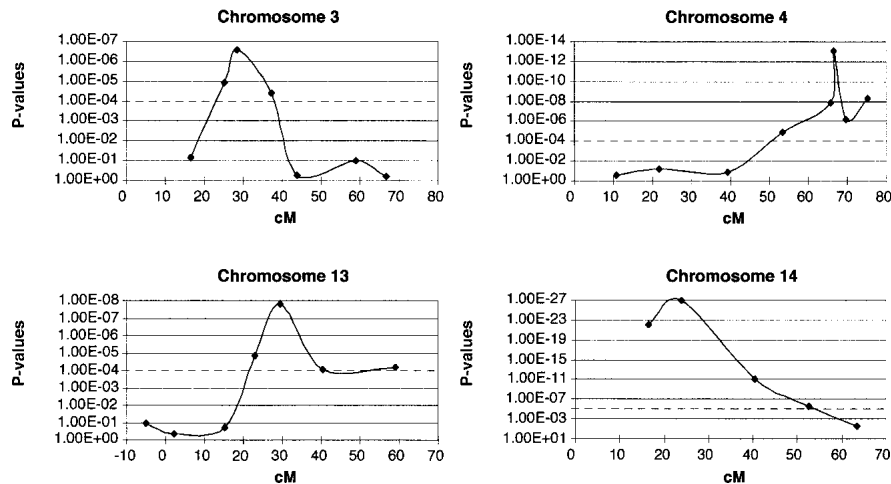 Chromosome 3
P-values
1.00E-07
1.00E-06
1.00E-05
1.00E-04
1.00E-03
1.00E-02
1.00E-01
1.00E+00
0 10 20 30 40 50 60 70 80
cM
Chromosome 4
P-values
1.00E-14
1.00E-12
1.00E-10
1.00E-08
1.00E-06
1.00E-04
1.00E-02
1.00E+00
0 10 20 30 40 50 60 70 80
cM
Chromosome 13
P-values
1.00E-08
1.00E-07
1.00E-06
1.00E-05
1.00E-04
1.00E-03
1.00E-02
1.00E-01
1.00E+00
-10 0 10 20 30 40 50 60 70
cM
Chromosome 14
P-values
1.00E-27
1.00E-23
1.00E-19
1.00E-15
1.00E-11
1.00E-07
1.00E-03
1.00E+01
0 10 20 30 40 50 60 70
cM